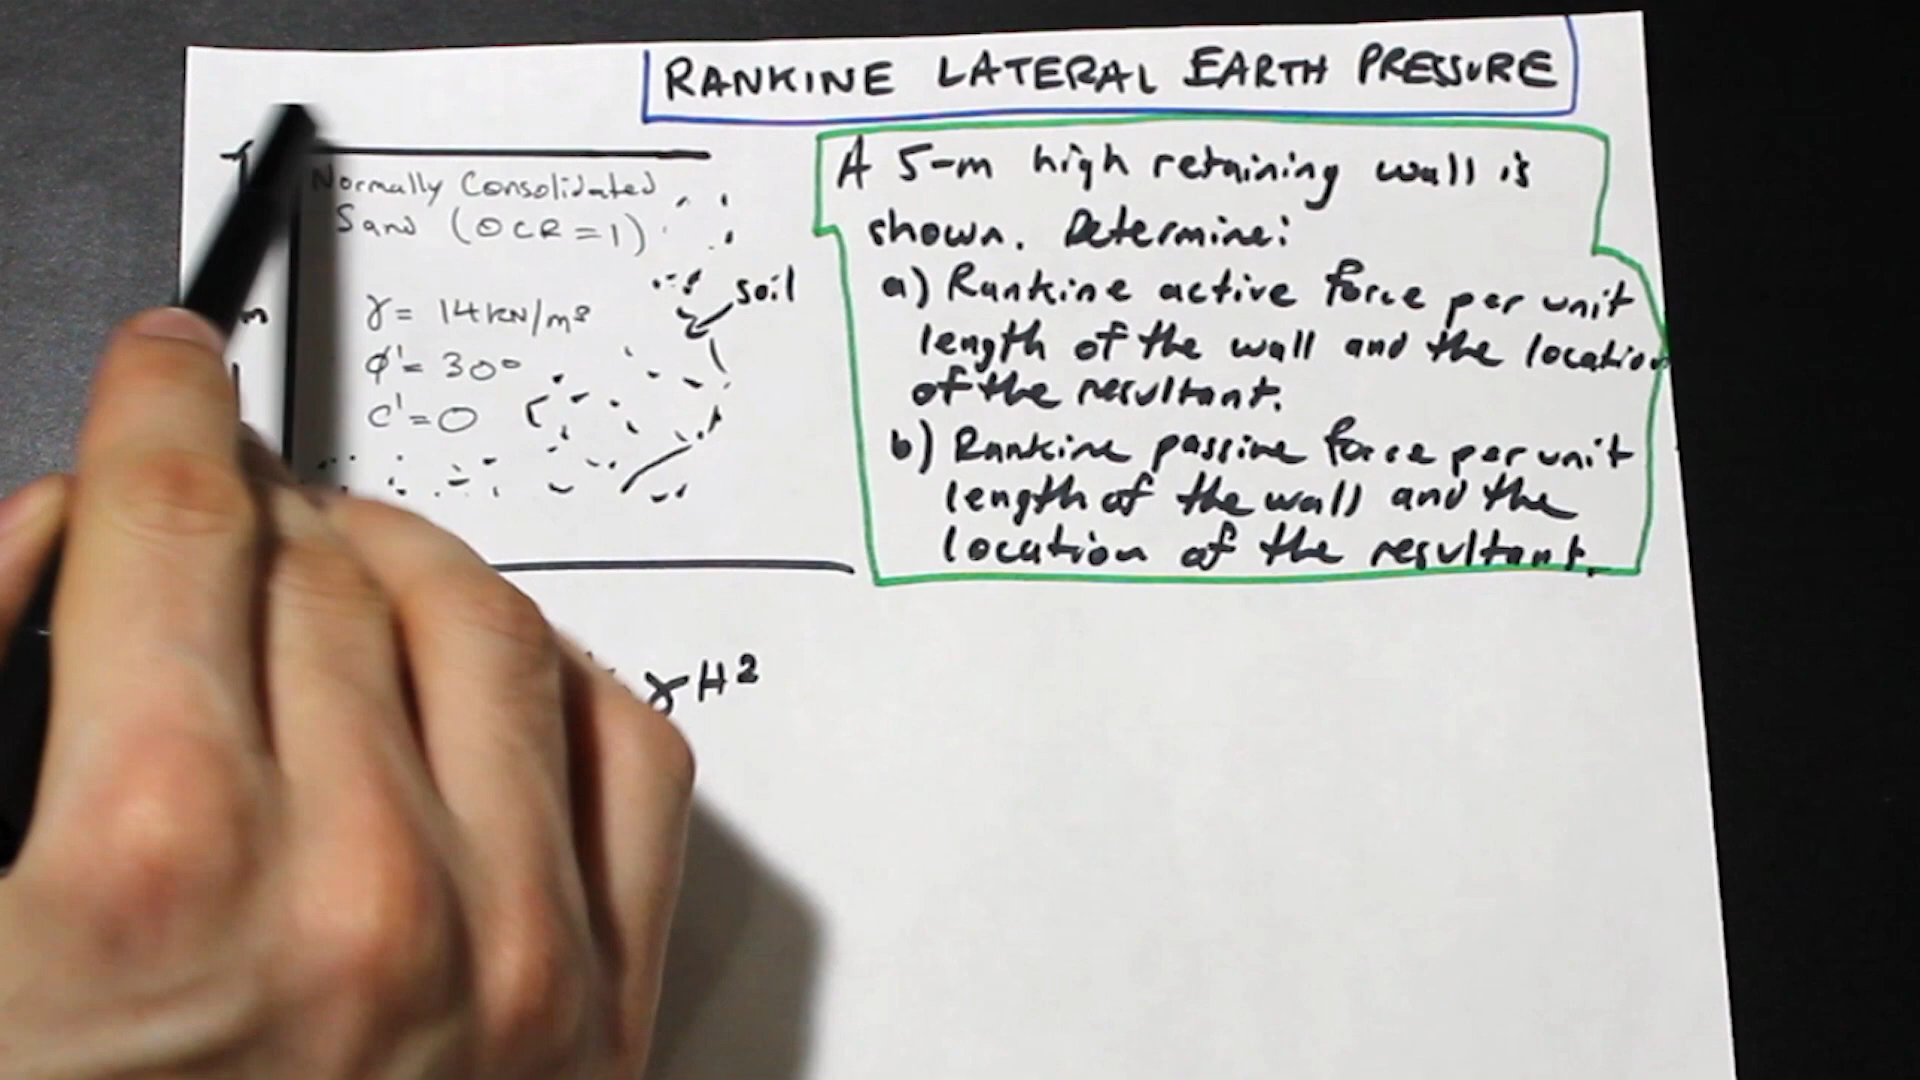 RANKINE LATERAL EARTH PRESSURE
Normally Consolidated
Sand (OCR=1)
γ = 14kN/m³
ϕ' = 30°
c' = 0
soil
m
A 5-m high retaining wall is
shown. Determine:
a) Rankine active force per unit
length of the wall and the location
of the resultant.
b) Rankine passive force per unit
length of the wall and the
location of the resultant.
γH²